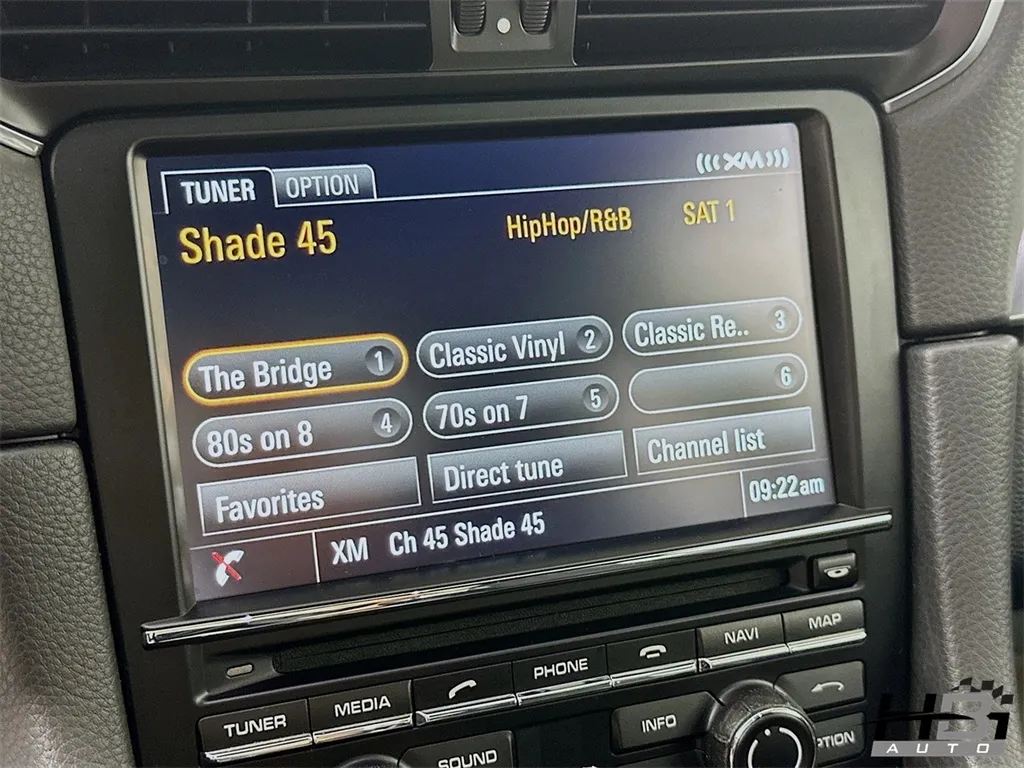 (((XM)))
TUNER OPTION
Shade 45 HipHop/R&B SAT 1
The Bridge 1 Classic Vinyl 2 Classic Re.. 3
80s on 8 4 70s on 7 5 6
Favorites Direct tune Channel list
XM Ch 45 Shade 45 09:22am
TUNER MEDIA PHONE NAVI MAP
SOUND INFO
AUTO